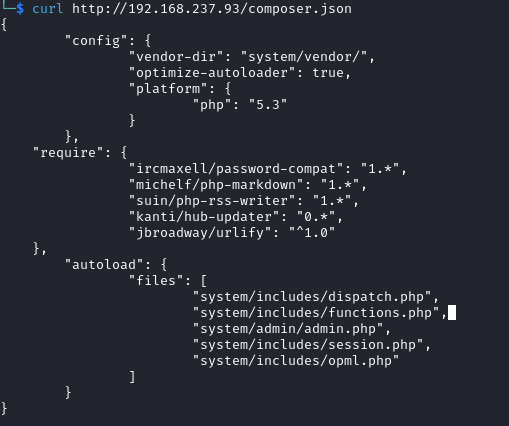 └─$ curl http://192.168.237.93/composer.json
{
        "config": {
                "vendor-dir": "system/vendor/",
                "optimize-autoloader": true,
                "platform": {
                        "php": "5.3"
                }
        },
    "require": {
                "ircmaxell/password-compat": "1.*",
                "michelf/php-markdown": "1.*",
                "suin/php-rss-writer": "1.*",
                "kanti/hub-updater": "0.*",
                "jbroadway/urlify": "^1.0"
    },
        "autoload": {
                "files": [
                        "system/includes/dispatch.php",
                        "system/includes/functions.php",
                        "system/admin/admin.php",
                        "system/includes/session.php",
                        "system/includes/opml.php"
                ]
        }
}